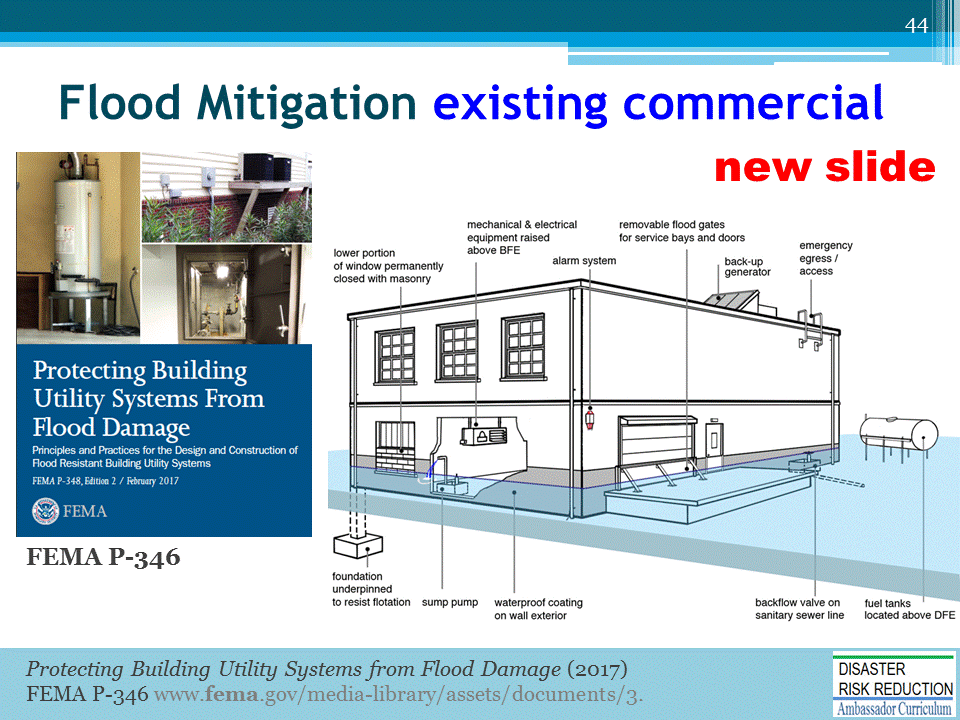 44
Flood Mitigation existing commercial
new slide
Protecting Building
Utility Systems From
Flood Damage
Principles and Practices for the Design and Construction of
Flood Resistant Building Utility Systems
FEMA P-348, Edition 2 / February 2017
FEMA
FEMA P-346
lower portion
of window permanently
closed with masonry
mechanical & electrical
equipment raised
above BFE
alarm system
removable flood gates
for service bays and doors
back-up
generator
emergency
egress /
access
foundation
underpinned
to resist flotation
sump pump
waterproof coating
on wall exterior
backflow valve on
sanitary sewer line
fuel tanks
located above DFE
Protecting Building Utility Systems from Flood Damage (2017)
FEMA P-346 www.fema.gov/media-library/assets/documents/3.
DISASTER
RISK REDUCTION
Ambassador Curriculum